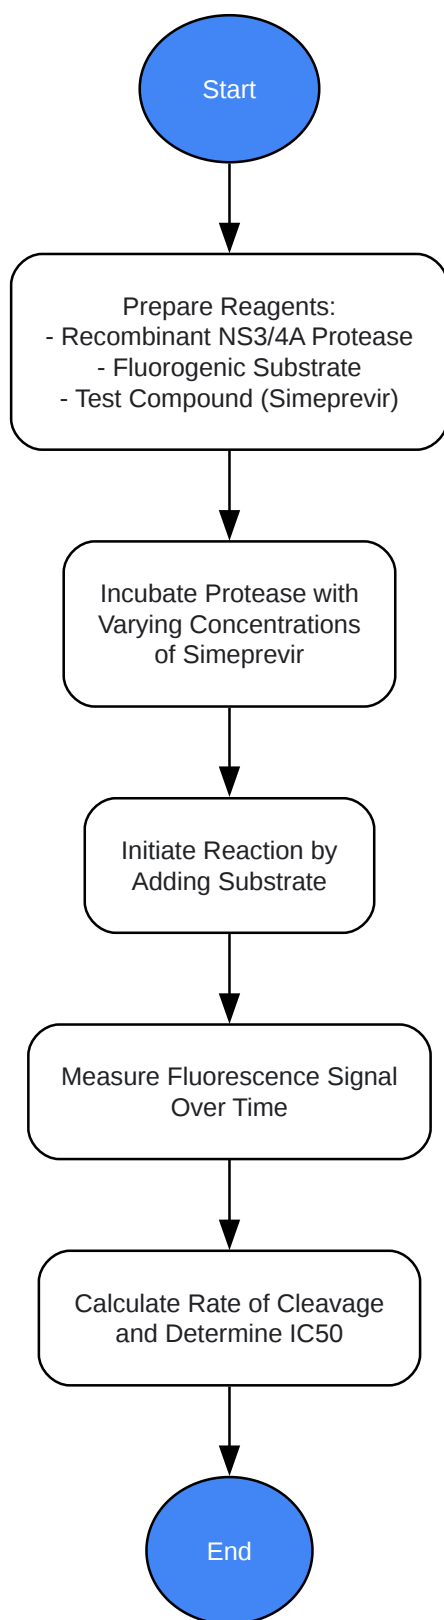 Start
Prepare Reagents:
- Recombinant NS3/4A Protease
- Fluorogenic Substrate
- Test Compound (Simeprevir)
Incubate Protease with
Varying Concentrations
of Simeprevir
Initiate Reaction by
Adding Substrate
Measure Fluorescence Signal
Over Time
Calculate Rate of Cleavage
and Determine IC50
End